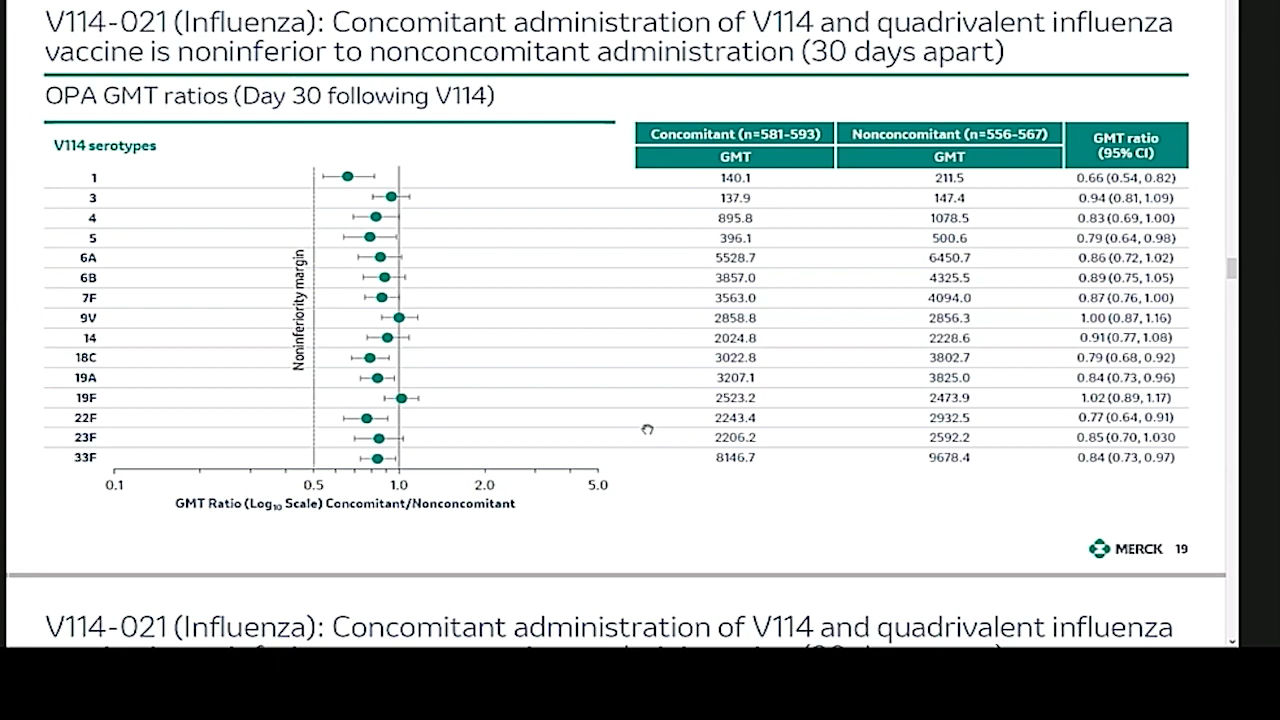 V114-021 (Influenza): Concomitant administration of V114 and quadrivalent influenza
vaccine is noninferior to nonconcomitant administration (30 days apart)
OPA GMT ratios (Day 30 following V114)
V114 serotypes
Concomitant (n=581-593) Nonconcomitant (n=556-567) GMT ratio (95% CI)
GMT GMT
1 140.1 211.5 0.66 (0.54, 0.82)
3 137.9 147.4 0.94 (0.81, 1.09)
4 895.8 1078.5 0.83 (0.69, 1.00)
5 396.1 500.6 0.79 (0.64, 0.98)
6A 5528.7 6450.7 0.86 (0.72, 1.02)
6B 3857.0 4325.5 0.89 (0.75, 1.05)
7F 3563.0 4094.0 0.87 (0.76, 1.00)
9V 2858.8 2856.3 1.00 (0.87, 1.16)
14 2024.8 2228.6 0.91 (0.77, 1.08)
18C 3022.8 3802.7 0.79 (0.68, 0.92)
19A 3207.1 3825.0 0.84 (0.73, 0.96)
19F 2523.2 2473.9 1.02 (0.89, 1.17)
22F 2243.4 2932.5 0.77 (0.64, 0.91)
23F 2206.2 2592.2 0.85 (0.70, 1.030
33F 8146.7 9678.4 0.84 (0.73, 0.97)
Noninferiority margin
0.1 0.5 1.0 2.0 5.0
GMT Ratio (Log₁₀ Scale) Concomitant/Nonconcomitant
MERCK 19
V114-021 (Influenza): Concomitant administration of V114 and quadrivalent influenza